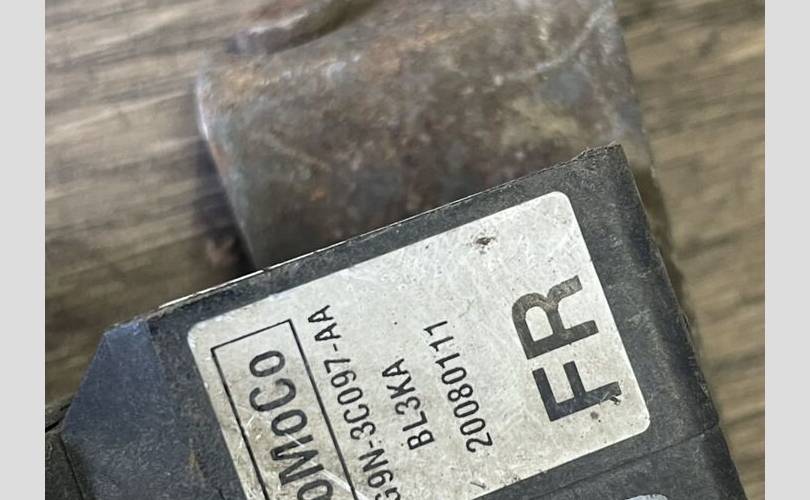 oMoCo
G9N-3C097-AA
BL3KA
20080111
FR